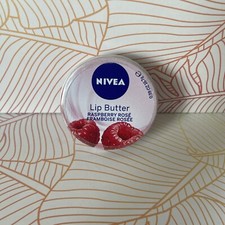 NIVEA
Lip Butter
RASPBERRY ROSÉ
FRAMBOISE ROSÉE